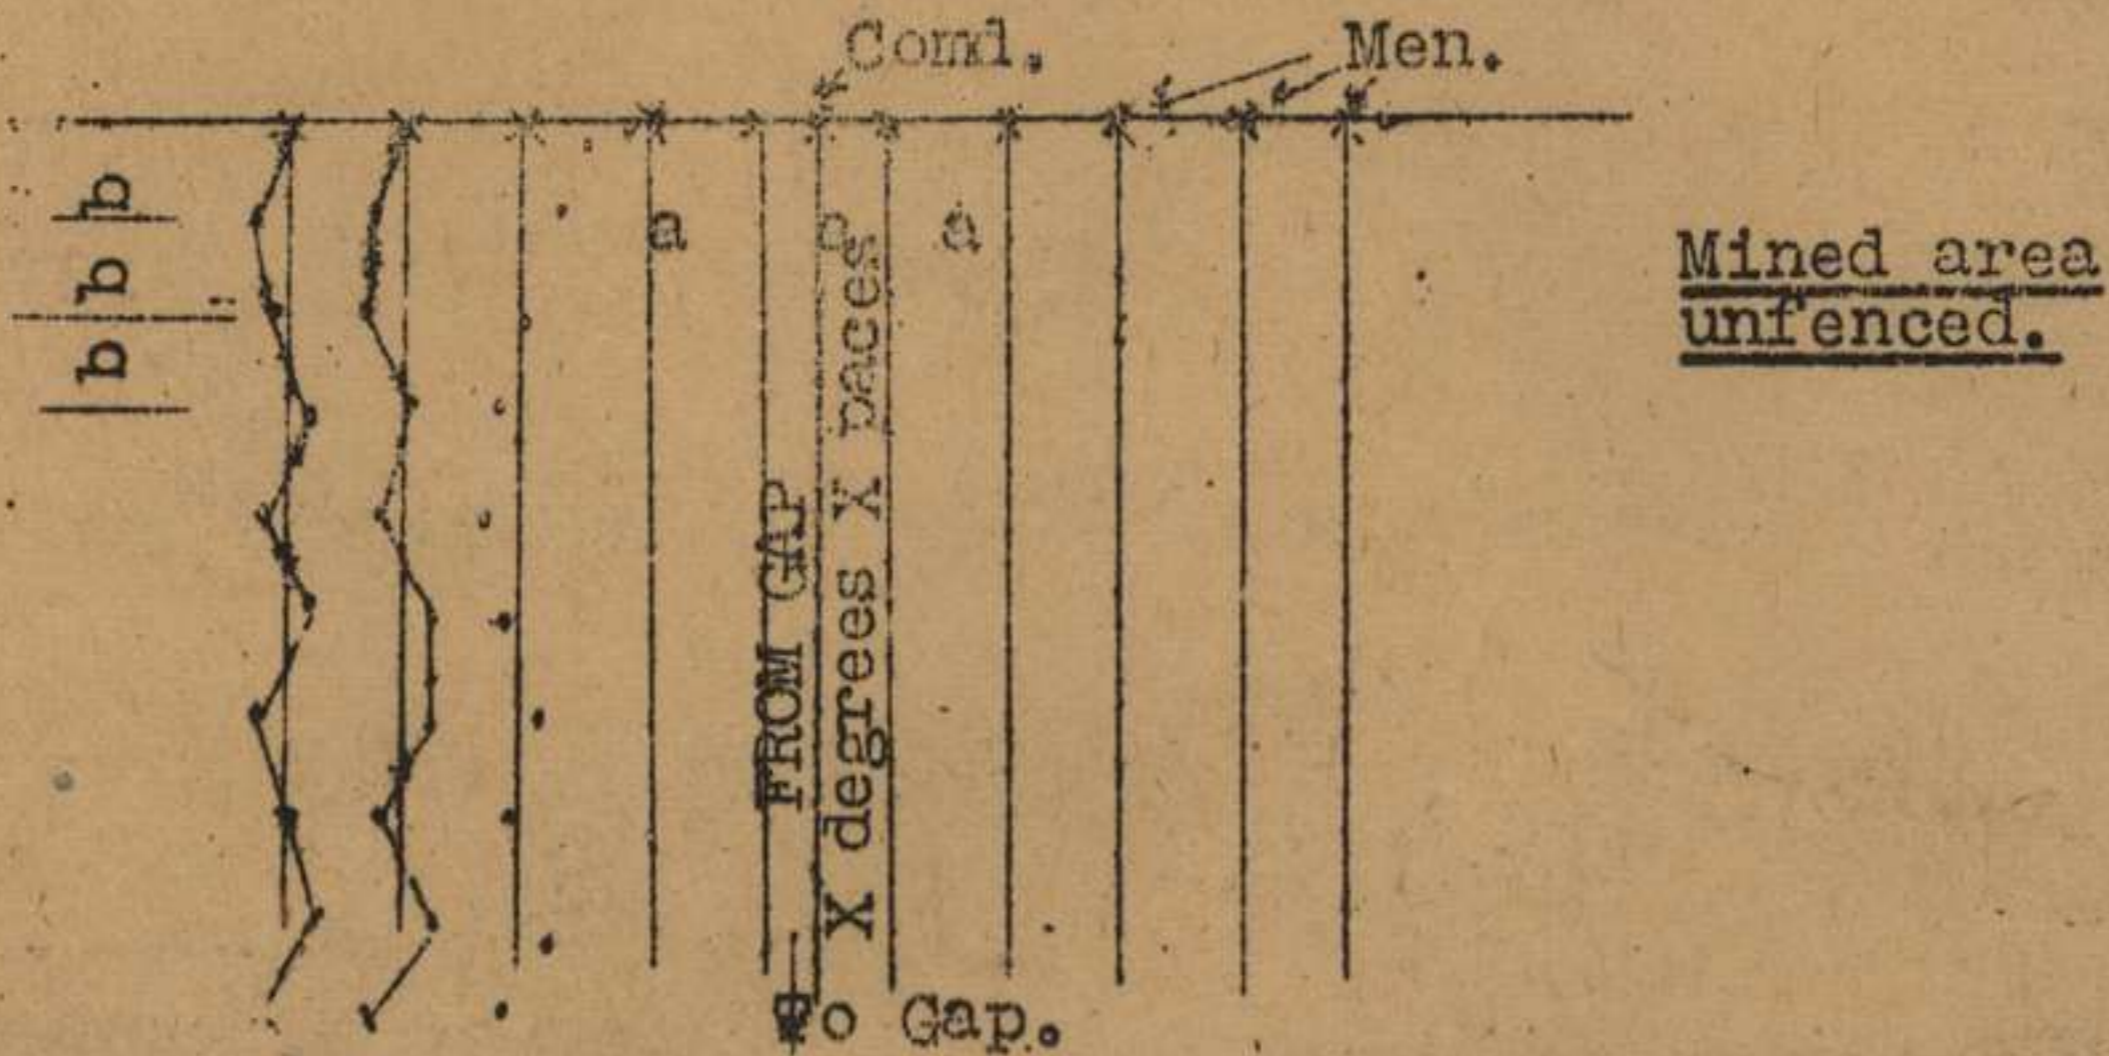 Comd.
Men.
b
b
b
a
a
a
Mined area
unfenced.
FROM GAP
X degrees X paces
To Gap.